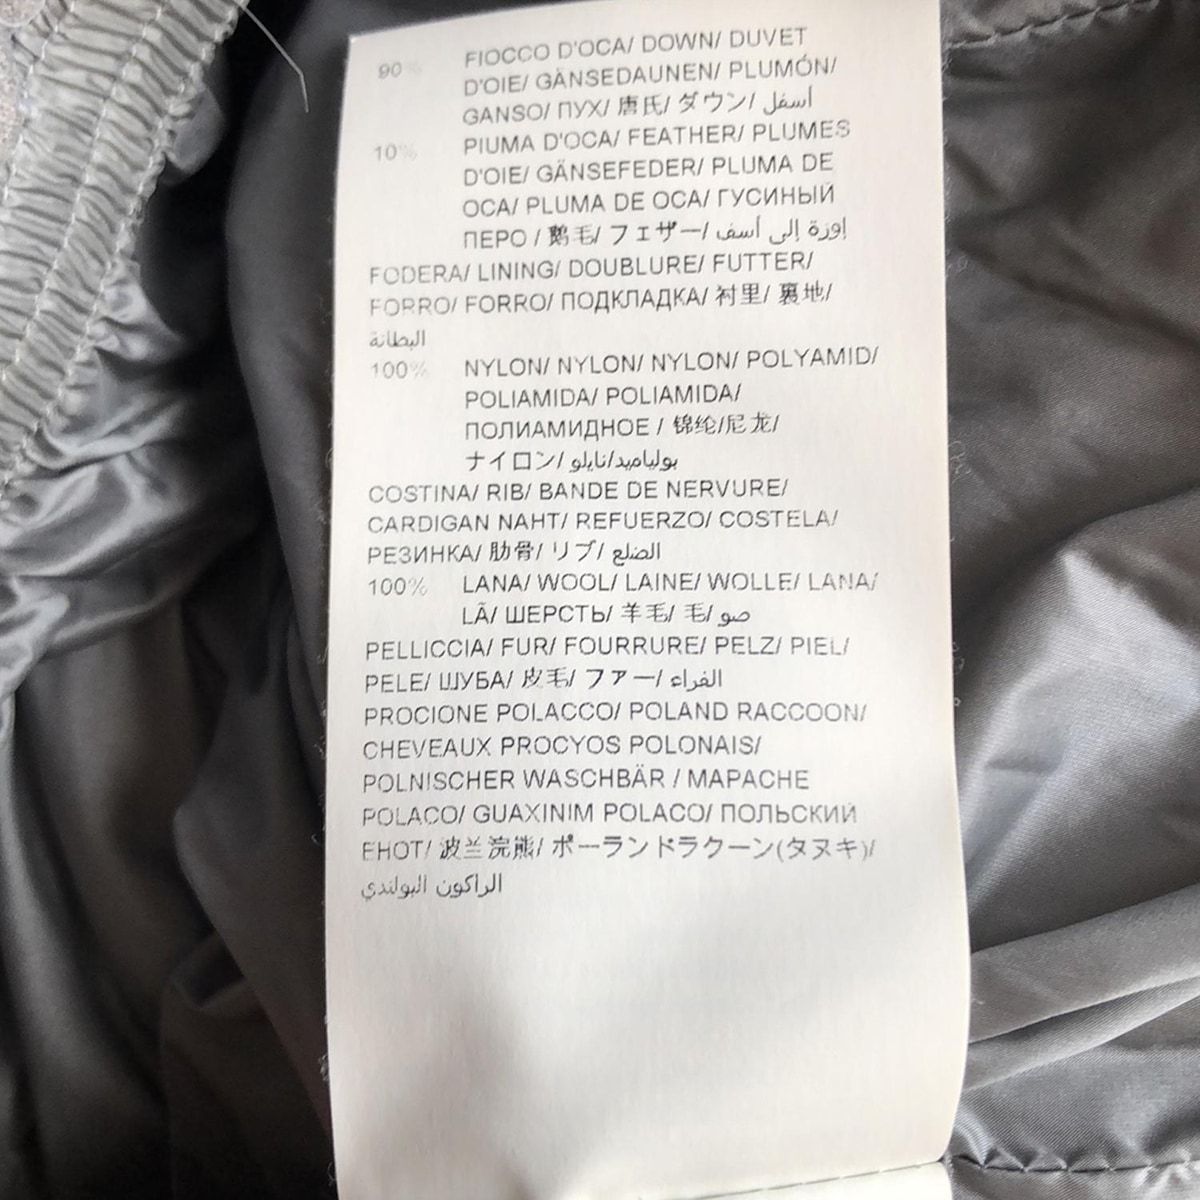 90% FIOCCO D'OCA/ DOWN/ DUVET
D'OIE/ GÄNSEDAUNEN/ PLUMÓN/
GANSO/ ПУХ/ 唐氏/ ダウン/ أسفل
10% PIUMA D'OCA/ FEATHER/ PLUMES
D'OIE/ GÄNSEFEDER/ PLUMA DE
OCA/ PLUMA DE OCA/ ГУСИНЫЙ
ПЕРО / 鹅毛/ フェザー/ إوزة إلى أسف
FODERA/ LINING/ DOUBLURE/ FUTTER/
FORRO/ FORRO/ ПОДКЛАДКА/ 衬里/ 裏地/
البطانة
100% NYLON/ NYLON/ NYLON/ POLYAMID/
POLIAMIDA/ POLIAMIDA/
ПОЛИАМИДНОЕ / 锦纶/尼龙/
ナイロン/ بولياميد/نايلو
COSTINA/ RIB/ BANDE DE NERVURE/
CARDIGAN NAHT/ REFUERZO/ COSTELA/
РЕЗИНКА/ 肋骨/ リブ/ الضلع
100% LANA/ WOOL/ LAINE/ WOLLE/ LANA/
LÃ/ ШЕРСТЬ/ 羊毛/ 毛/ صو
PELLICCIA/ FUR/ FOURRURE/ PELZ/ PIEL/
PELE/ ШУБА/ 皮毛/ ファー/ الفراء
PROCIONE POLACCO/ POLAND RACCOON/
CHEVEAUX PROCYOS POLONAIS/
POLNISCHER WASCHBÄR / MAPACHE
POLACO/ GUAXINIM POLACO/ ПОЛЬСКИЙ
ЕНОТ/ 波兰浣熊/ ポーランドラクーン(タヌキ)/
الراكون البولندي